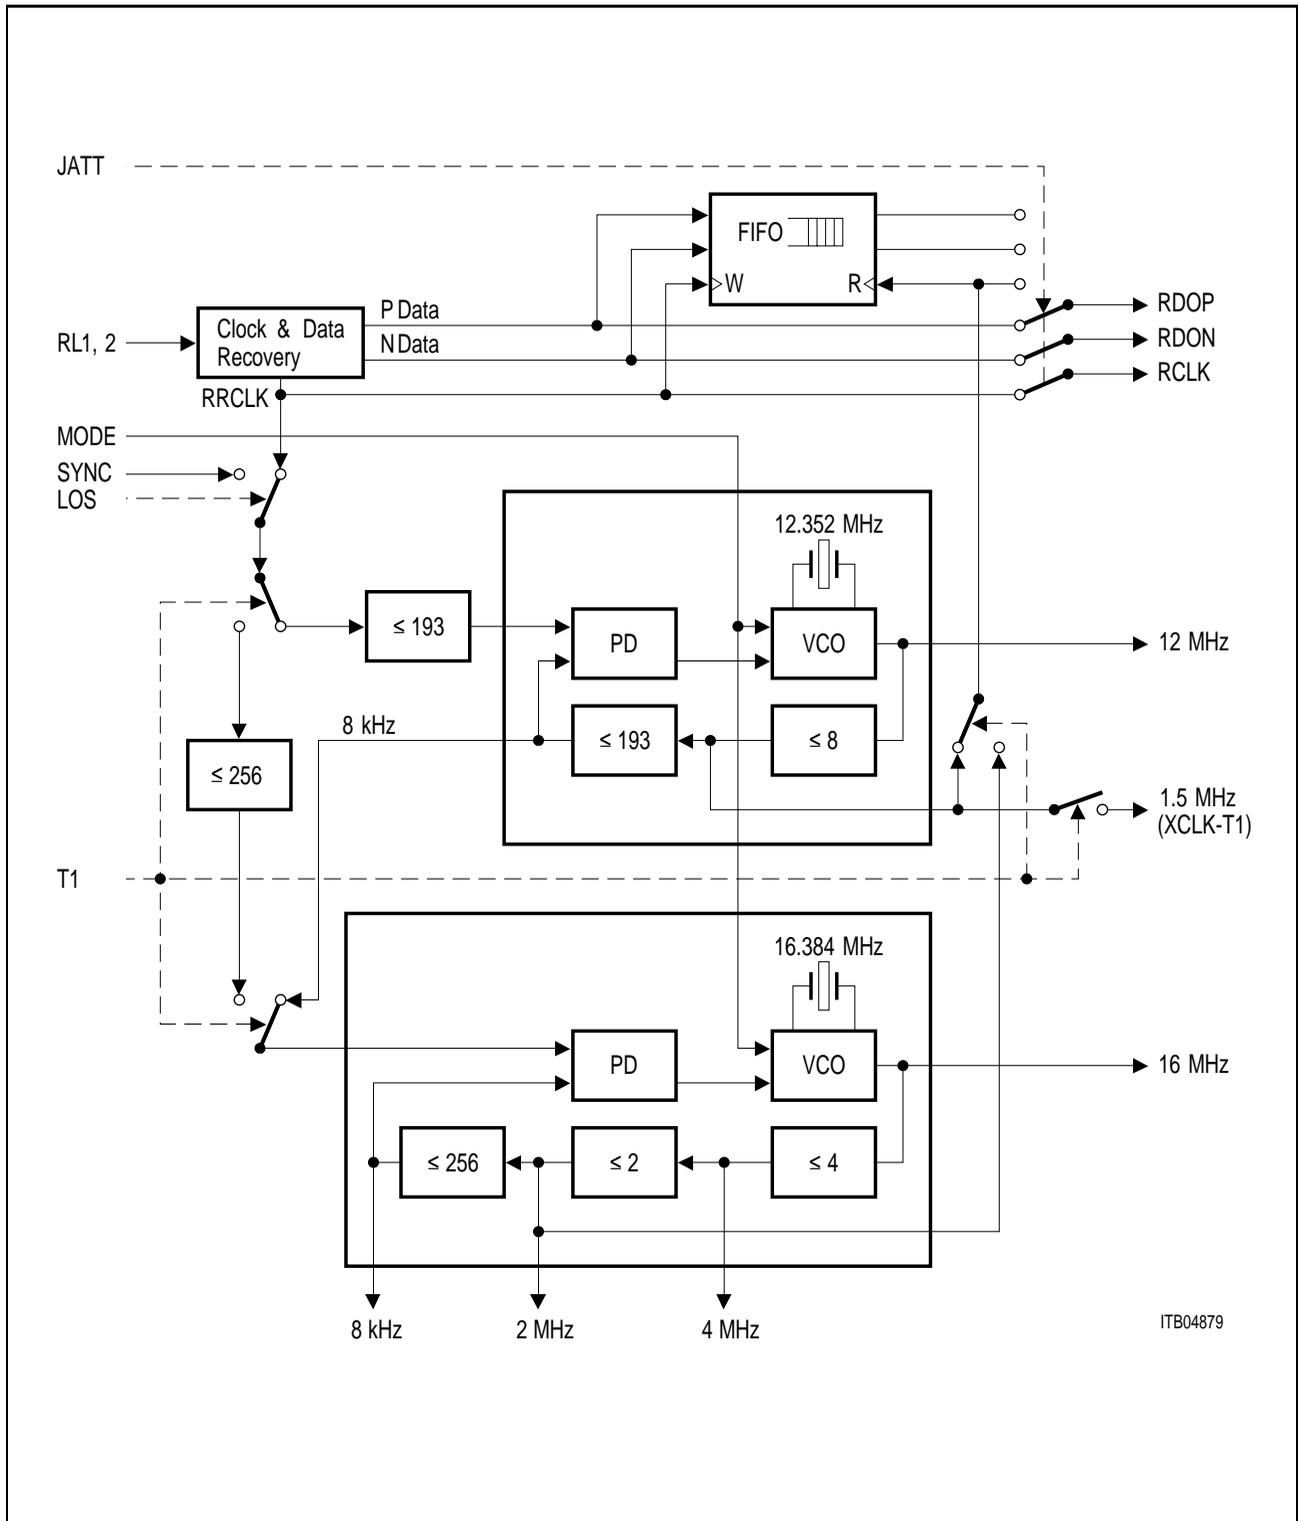 JATT
FIFO
W
R
P Data
RDOP
Clock & Data
Recovery
RL1, 2
N Data
RDON
RCLK
RRCLK
MODE
SYNC
LOS
12.352 MHz
≤ 193
PD
VCO
12 MHz
8 kHz
≤ 193
≤ 8
≤ 256
1.5 MHz
(XCLK-T1)
T1
16.384 MHz
PD
VCO
16 MHz
≤ 256
≤ 2
≤ 4
8 kHz
2 MHz
4 MHz
ITB04879